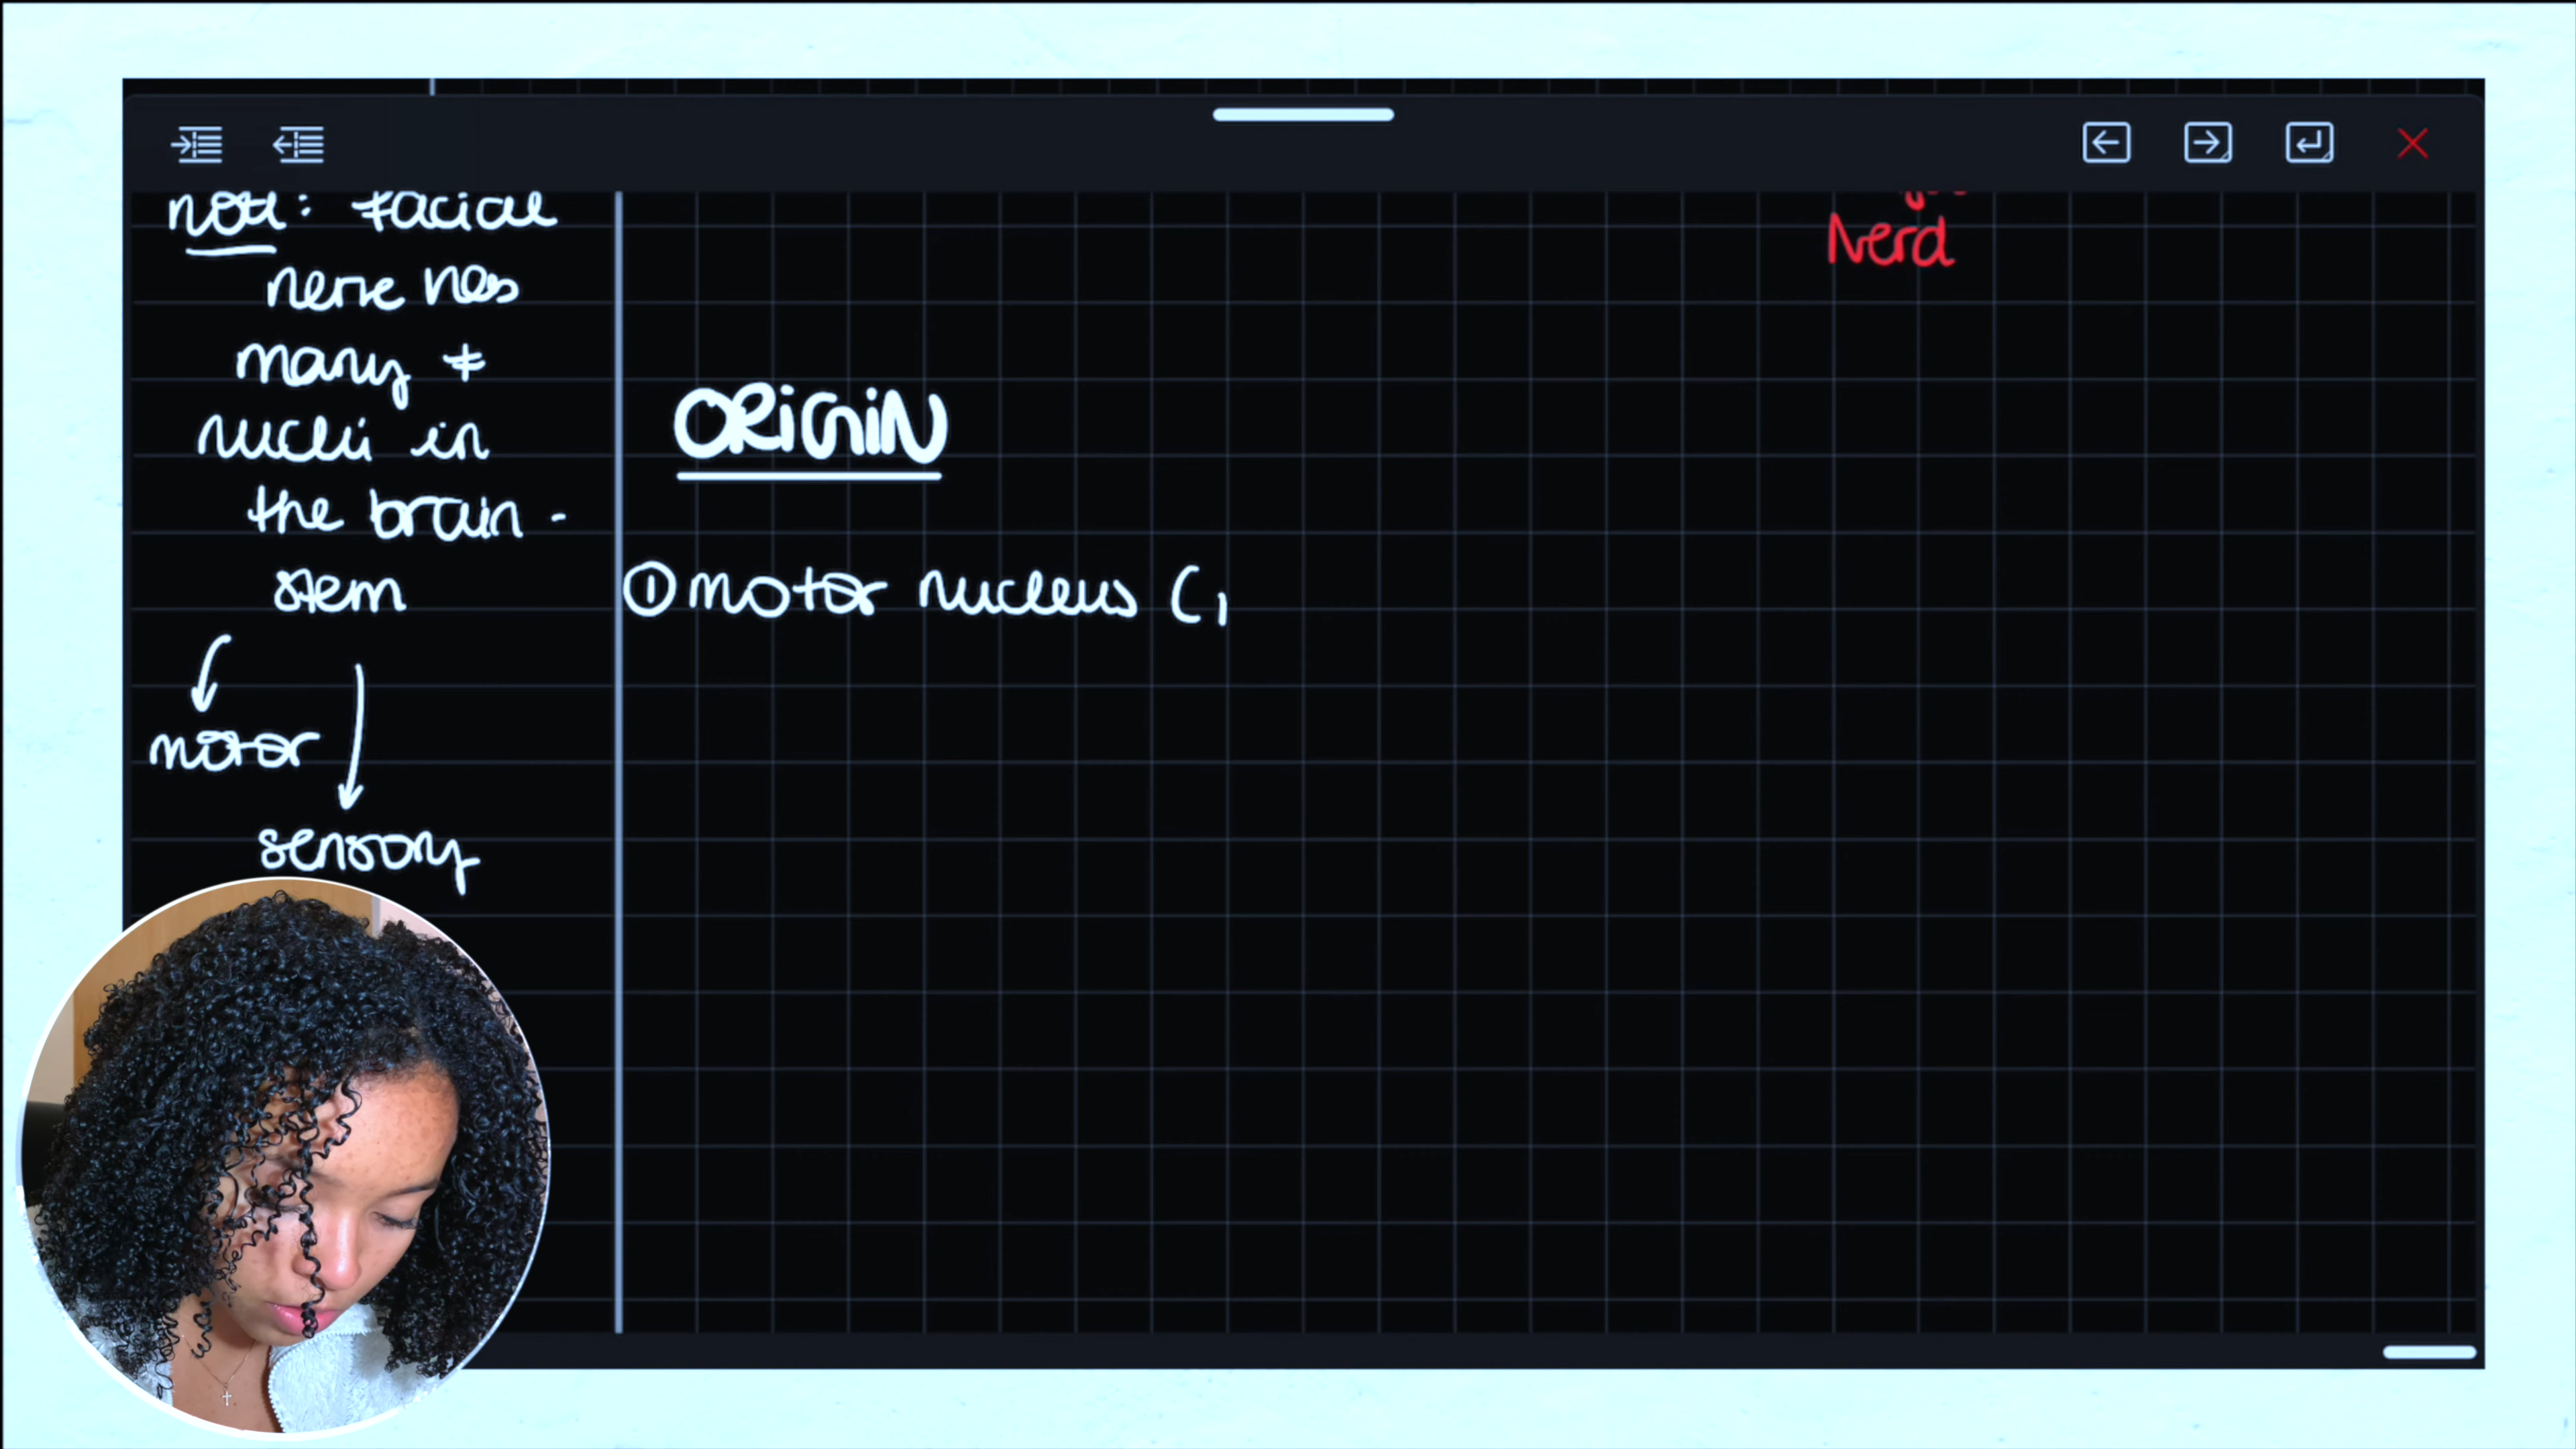 note: facial
nerve has
many ≠
nuclei in
the brain -
stem
motor
sensory
Nerd
ORIGIN
① motor nucleus (